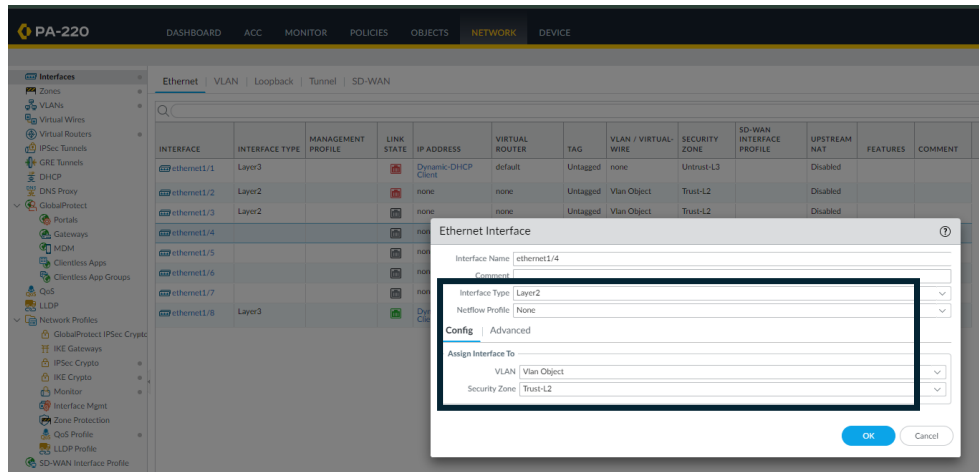 PA-220
DASHBOARD ACC MONITOR POLICIES OBJECTS NETWORK DEVICE
Interfaces
Zones
VLANs
Virtual Wires
Virtual Routers
IPSec Tunnels
GRE Tunnels
DHCP
DNS Proxy
GlobalProtect
Portals
Gateways
MDM
Clientless Apps
Clientless App Groups
QoS
LLDP
Network Profiles
GlobalProtect IPSec Crypto
IKE Gateways
IPSec Crypto
IKE Crypto
Monitor
Interface Mgmt
Zone Protection
QoS Profile
LLDP Profile
SD-WAN Interface Profile
Ethernet | VLAN | Loopback | Tunnel | SD-WAN
INTERFACE INTERFACE TYPE MANAGEMENT PROFILE LINK STATE IP ADDRESS VIRTUAL ROUTER TAG VLAN / VIRTUAL-WIRE SECURITY ZONE SD-WAN INTERFACE PROFILE UPSTREAM NAT FEATURES COMMENT
ethernet1/1 Layer3 Dynamic-DHCP Client default Untagged none Untrust-L3 Disabled
ethernet1/2 Layer2 none none Untagged Vlan Object Trust-L2 Disabled
ethernet1/3 Layer2 none none Untagged Vlan Object Trust-L2 Disabled
ethernet1/4
ethernet1/5
ethernet1/6
ethernet1/7
ethernet1/8 Layer3
Ethernet Interface
Interface Name ethernet1/4
Comment
Interface Type Layer2
Netflow Profile None
Config | Advanced
Assign Interface To
VLAN Vlan Object
Security Zone Trust-L2
OK Cancel